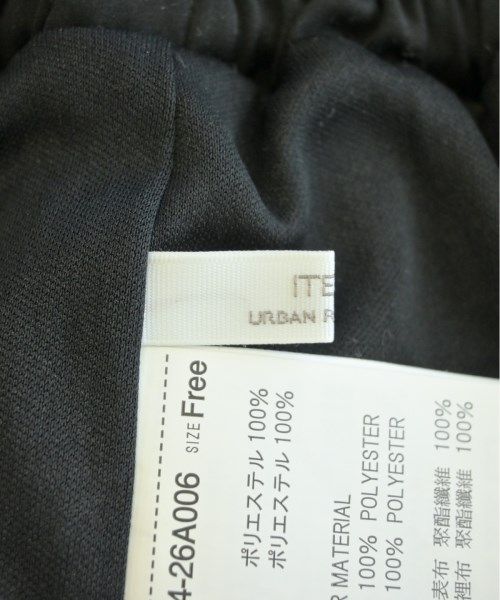 ITE
URBAN R
4-26A006 SIZE Free
ポリエステル 100%
ポリエステル 100%
R MATERIAL
100% POLYESTER
100% POLYESTER
表布 聚酯纖維 100%
裡布 聚酯纖維 100%